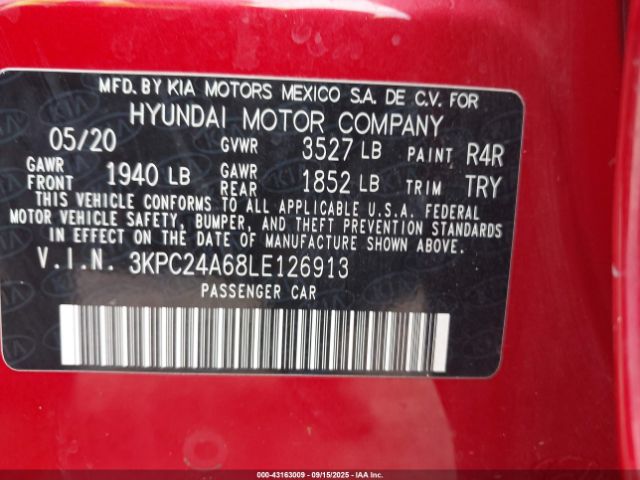 MFD. BY KIA MOTORS MEXICO S.A. DE C.V. FOR
HYUNDAI MOTOR COMPANY
05/20 GVWR 3527 LB PAINT R4R
GAWR FRONT 1940 LB GAWR REAR 1852 LB TRIM TRY
THIS VEHICLE CONFORMS TO ALL APPLICABLE U.S.A. FEDERAL
MOTOR VEHICLE SAFETY, BUMPER, AND THEFT PREVENTION STANDARDS
IN EFFECT ON THE DATE OF MANUFACTURE SHOWN ABOVE.
V.I.N. 3KPC24A68LE126913
PASSENGER CAR
000-43163009 09/15/2025 IAA, Inc.